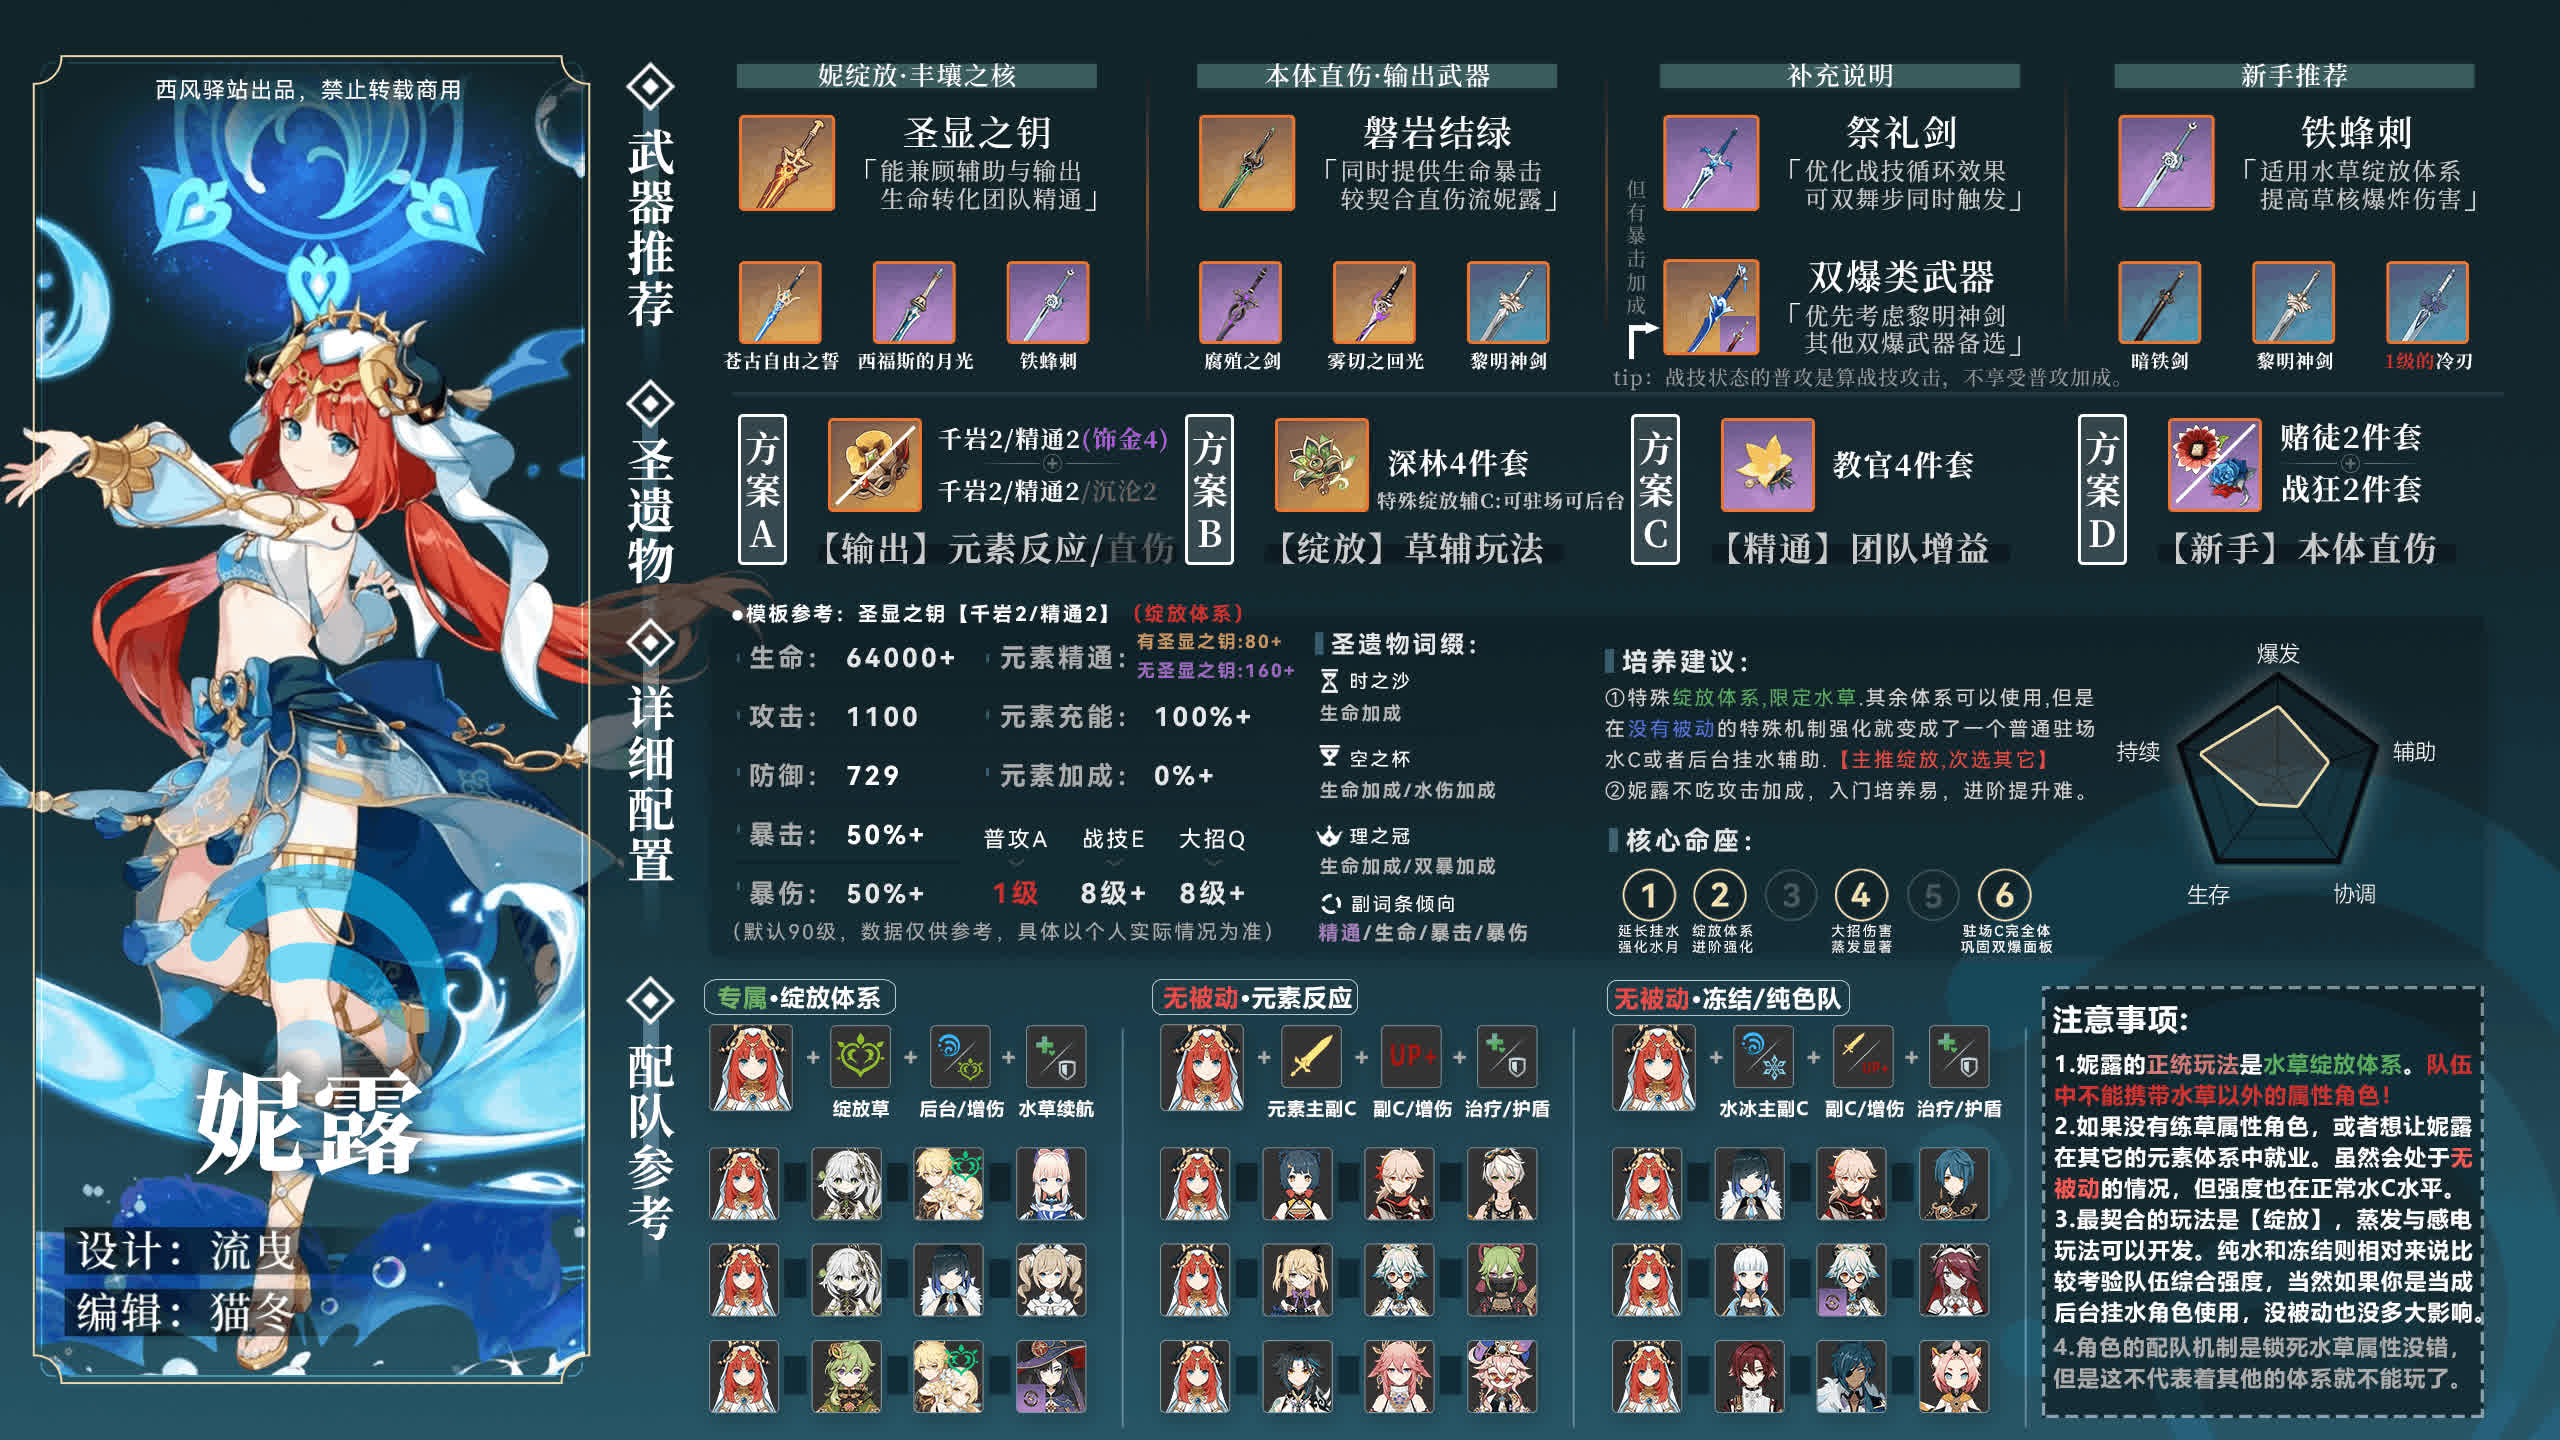 西风驿站出品，禁止转载商用
妮露
设计：流曳
编辑：猫冬
武器推荐
妮绽放·丰壤之核
圣显之钥
「能兼顾辅助与输出
生命转化团队精通」
苍古自由之誓
西福斯的月光
铁蜂刺
本体直伤·输出武器
磐岩结绿
「同时提供生命暴击
较契合直伤流妮露」
腐殖之剑
雾切之回光
黎明神剑
补充说明
祭礼剑
「优化战技循环效果
可双舞步同时触发」
但有暴击加成
双爆类武器
「优先考虑黎明神剑
其他双爆武器备选」
tip：战技状态的普攻是算战技攻击，不享受普攻加成。
新手推荐
铁蜂刺
「适用水草绽放体系
提高草核爆炸伤害」
暗铁剑
黎明神剑
1级的冷刃
圣遗物
方案A
千岩2/精通2(饰金4)
千岩2/精通2/沉沦2
【输出】元素反应/直伤
方案B
深林4件套
特殊绽放辅C:可驻场可后台
【绽放】草辅玩法
方案C
教官4件套
【精通】团队增益
方案D
赌徒2件套
战狂2件套
【新手】本体直伤
详细配置
●模板参考：圣显之钥【千岩2/精通2】（绽放体系）
生命：64000+
元素精通：
有圣显之钥:80+
无圣显之钥:160+
攻击：1100
元素充能：100%+
防御：729
元素加成：0%+
暴击：50%+
普攻A 战技E 大招Q
暴伤：50%+
1级 8级+ 8级+
（默认90级，数据仅供参考，具体以个人实际情况为准）
圣遗物词缀：
时之沙
生命加成
空之杯
生命加成/水伤加成
理之冠
生命加成/双暴加成
副词条倾向
精通/生命/暴击/暴伤
培养建议：
①特殊绽放体系,限定水草.其余体系可以使用,但是
在没有被动的特殊机制强化就变成了一个普通驻场
水C或者后台挂水辅助.【主推绽放,次选其它】
②妮露不吃攻击加成，入门培养易，进阶提升难。
核心命座：
1 2 3 4 5 6
延长挂水
强化水月
绽放体系
进阶强化
大招伤害
蒸发显著
驻场C完全体
巩固双爆面板
爆发
持续
辅助
生存
协调
配队参考
专属·绽放体系
绽放草
后台/增伤
水草续航
无被动·元素反应
UP+
元素主副C
副C/增伤
治疗/护盾
无被动·冻结/纯色队
UP+
水冰主副C
副C/增伤
治疗/护盾
注意事项:
1.妮露的正统玩法是水草绽放体系。队伍
中不能携带水草以外的属性角色！
2.如果没有练草属性角色，或者想让妮露
在其它的元素体系中就业。虽然会处于无
被动的情况，但强度也在正常水C水平。
3.最契合的玩法是【绽放】，蒸发与感电
玩法可以开发。纯水和冻结则相对来说比
较考验队伍综合强度，当然如果你是当成
后台挂水角色使用，没被动也没多大影响。
4.角色的配队机制是锁死水草属性没错，
但是这不代表着其他的体系就不能玩了。